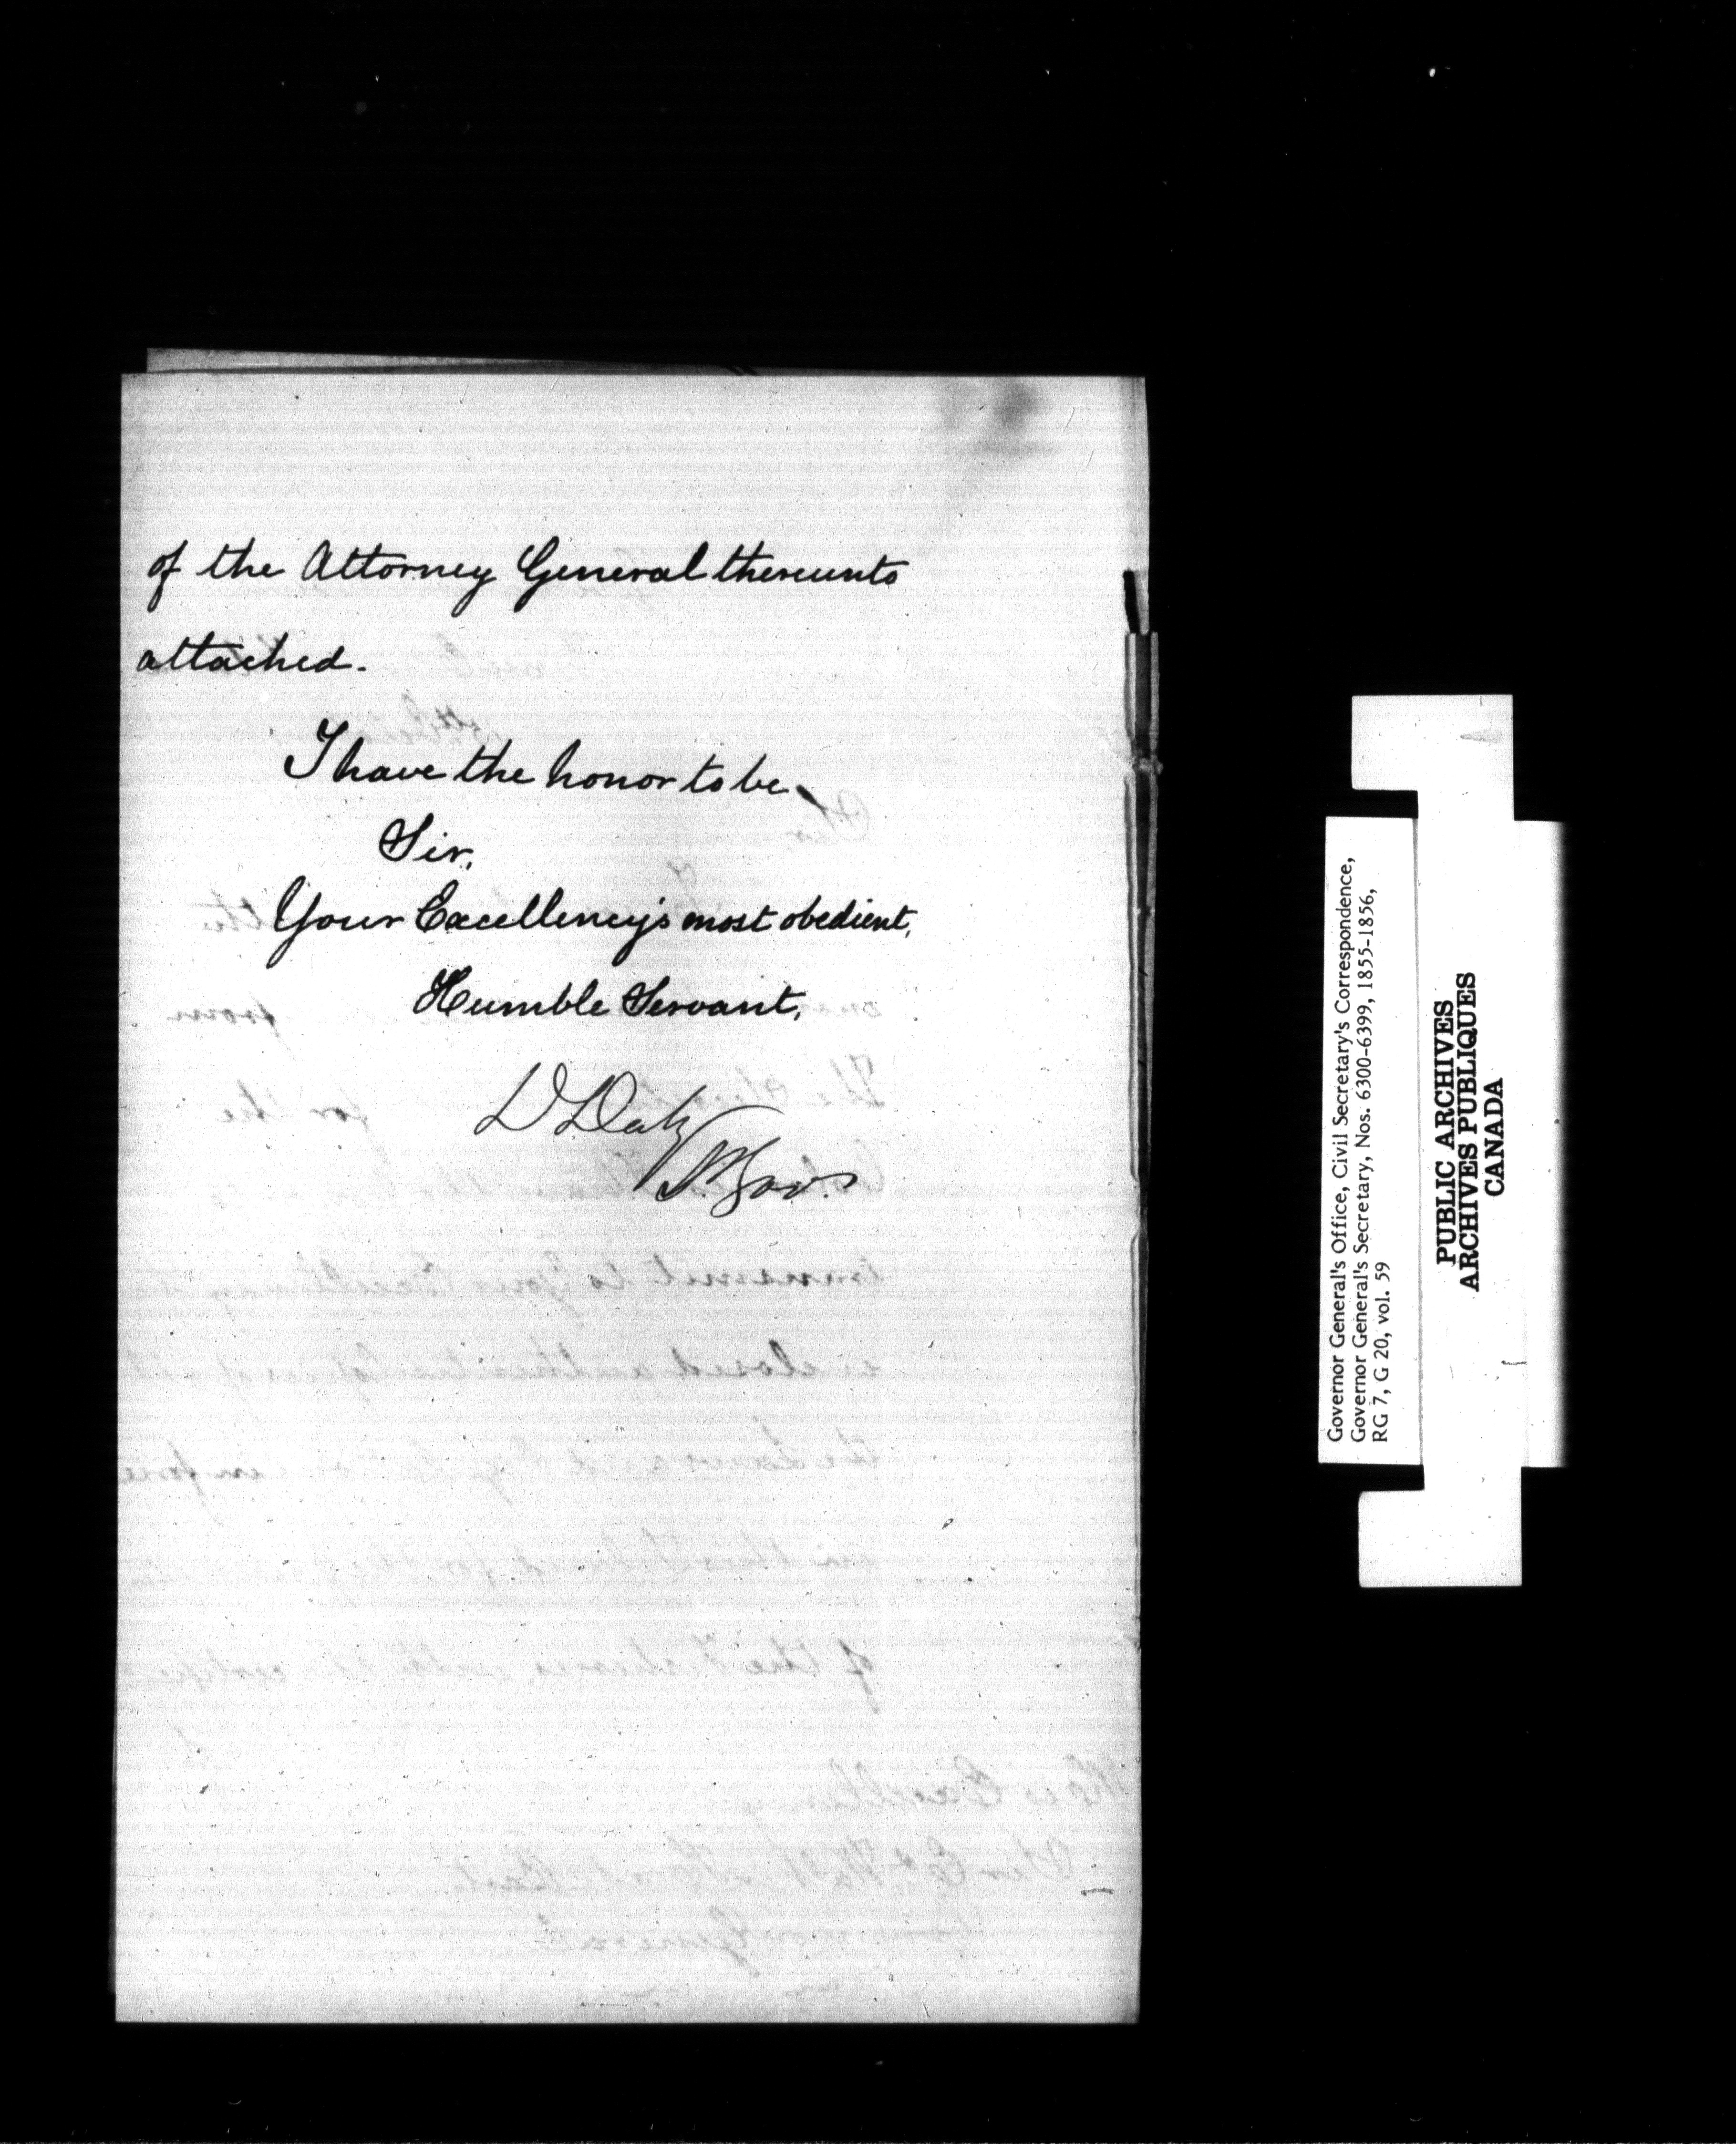 of the Attorney General thereunto
attached.
I have the honor to be
Sir,
Your Excellency's most obedient,
Humble Servant,
D Daly
Lt. Gov.
Governor General's Office, Civil Secretary's Correspondence,
Governor General's Secretary, Nos. 6300-6399, 1855-1856,
RG 7, G 20, vol. 59
PUBLIC ARCHIVES
ARCHIVES PUBLIQUES
CANADA